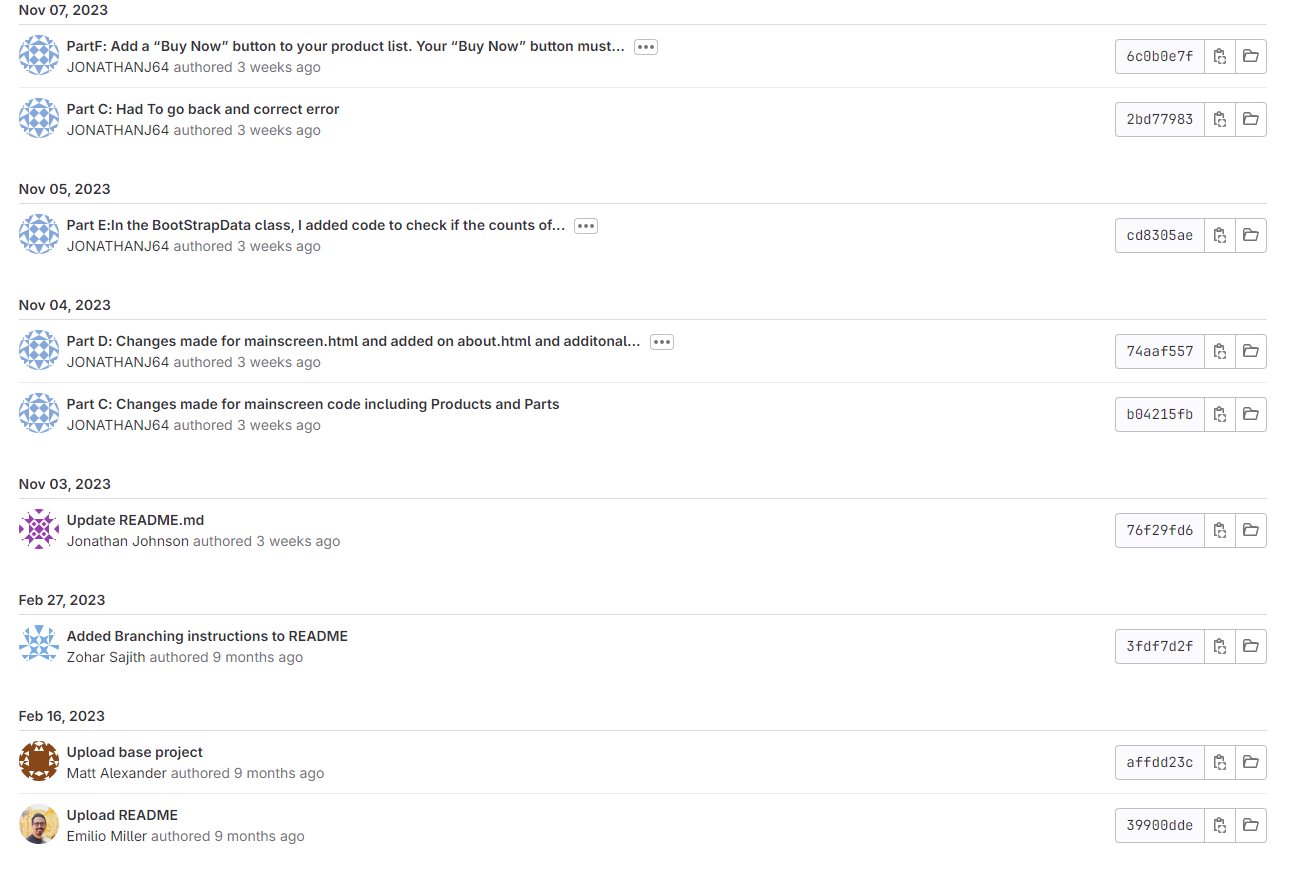 Nov 07, 2023
PartF: Add a “Buy Now” button to your product list. Your “Buy Now” button must...
JONATHANJ64 authored 3 weeks ago
6c0b0e7f
Part C: Had To go back and correct error
JONATHANJ64 authored 3 weeks ago
2bd77983
Nov 05, 2023
Part E:In the BootStrapData class, I added code to check if the counts of...
JONATHANJ64 authored 3 weeks ago
cd8305ae
Nov 04, 2023
Part D: Changes made for mainscreen.html and added on about.html and additonal...
JONATHANJ64 authored 3 weeks ago
74aaf557
Part C: Changes made for mainscreen code including Products and Parts
JONATHANJ64 authored 3 weeks ago
b04215fb
Nov 03, 2023
Update README.md
Jonathan Johnson authored 3 weeks ago
76f29fd6
Feb 27, 2023
Added Branching instructions to README
Zohar Sajith authored 9 months ago
3fdf7d2f
Feb 16, 2023
Upload base project
Matt Alexander authored 9 months ago
affdd23c
Upload README
Emilio Miller authored 9 months ago
39900dde